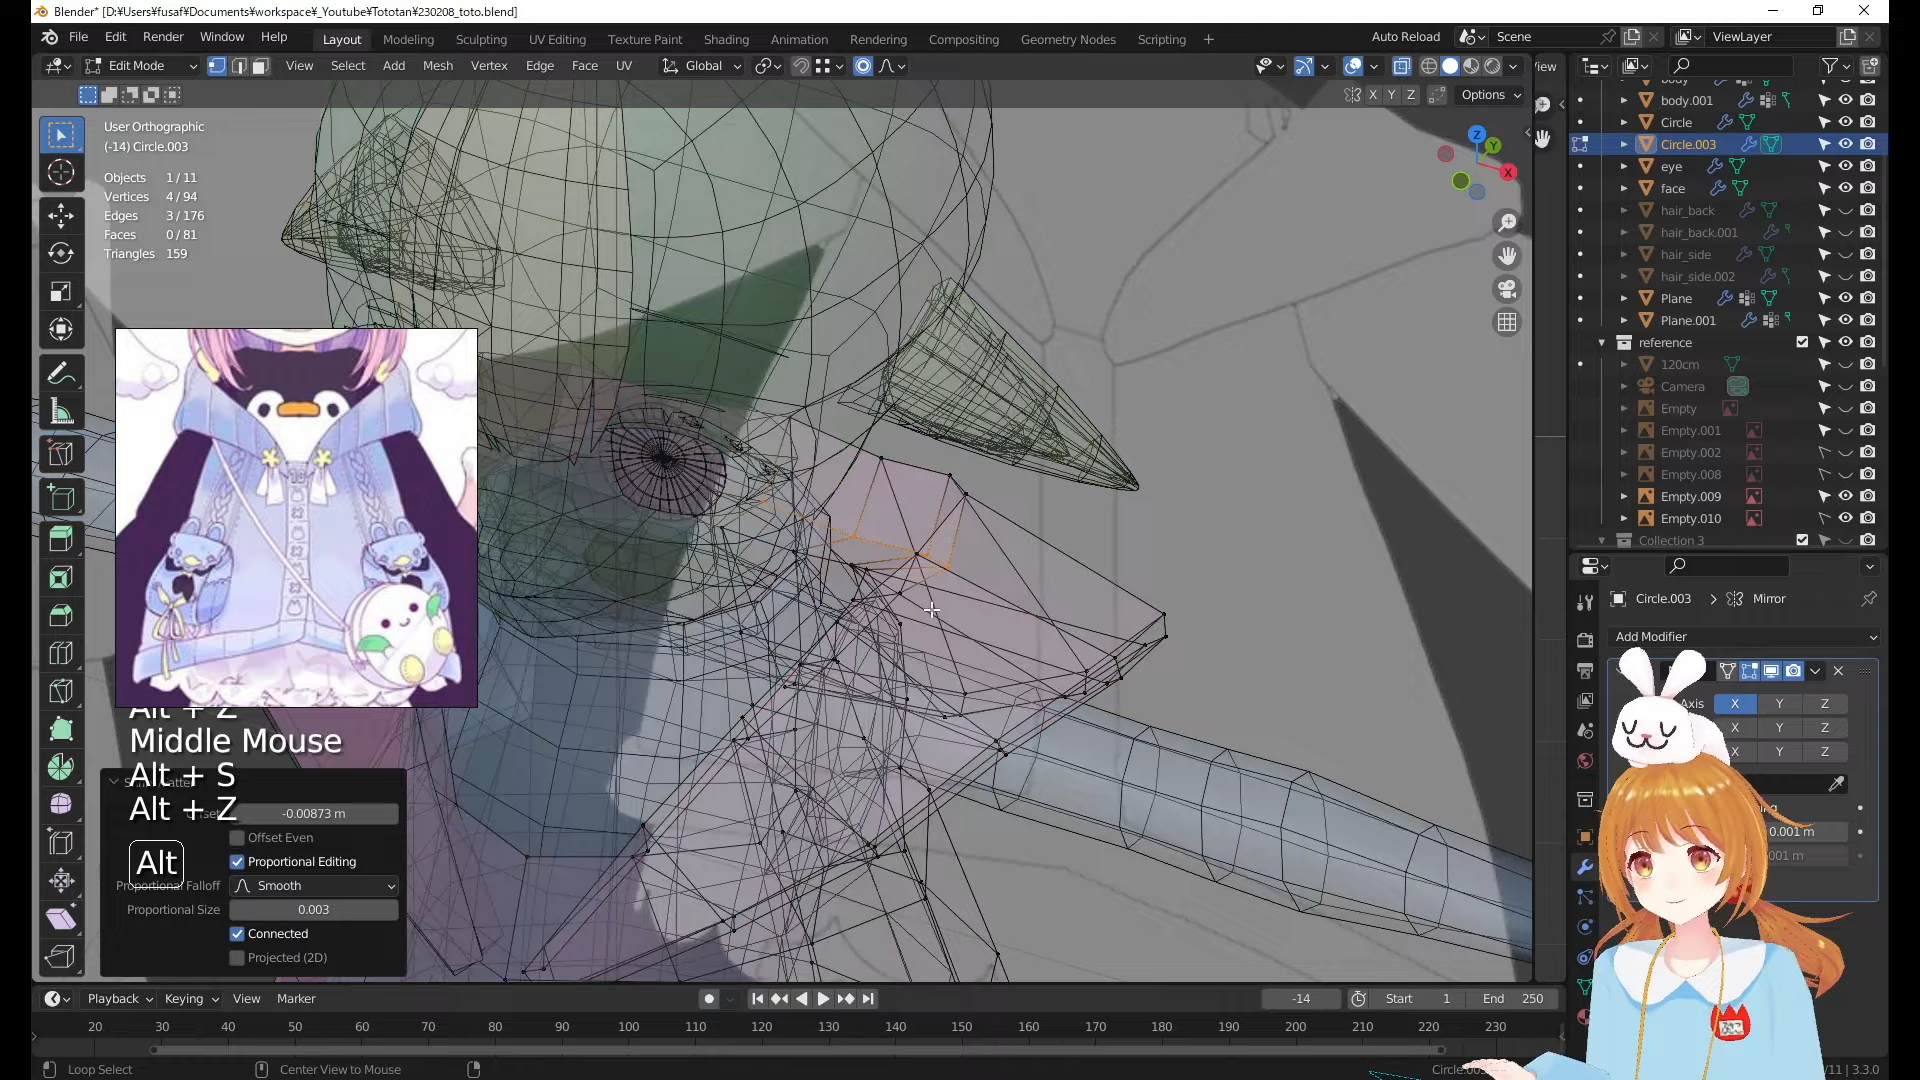 Blender* [D:¥Users¥fusaf¥Documents¥workspace¥_Youtube¥Tototan¥230208_toto.blend]
File Edit Render Window Help Layout Modeling Sculpting UV Editing Texture Paint Shading Animation Rendering Compositing Geometry Nodes Scripting + Auto Reload Scene ViewLayer
Edit Mode View Select Add Mesh Vertex Edge Face UV Global View
X Y Z Options
User Orthographic
(-14) Circle.003
Objects 1 / 11
Vertices 4 / 94
Edges 3 / 176
Faces 0 / 81
Triangles 159
Z
Y
X
body
body.001
Circle
Circle.003
eye
face
hair_back
hair_back.001
hair_side
hair_side.002
Plane
Plane.001
reference
120cm
Camera
Empty
Empty.001
Empty.002
Empty.008
Empty.009
Empty.010
Collection 3
Circle.003 > Mirror
Add Modifier
Axis X Y Z
X Y Z
X Y Z
0.001 m
001 m
Alt + Z
Middle Mouse
Alt + S
Alt + Z
Alt
-0.00873 m
Offset Even
Proportional Editing
Proportional Falloff Smooth
Proportional Size 0.003
Connected
Projected (2D)
Playback Keying View Marker -14 Start 1 End 250
20 30 40 50 60 70 80 90 100 110 120 130 140 150 160 170 180 190 200 210 220 230
Loop Select Center View to Mouse
/11 | 3.3.0